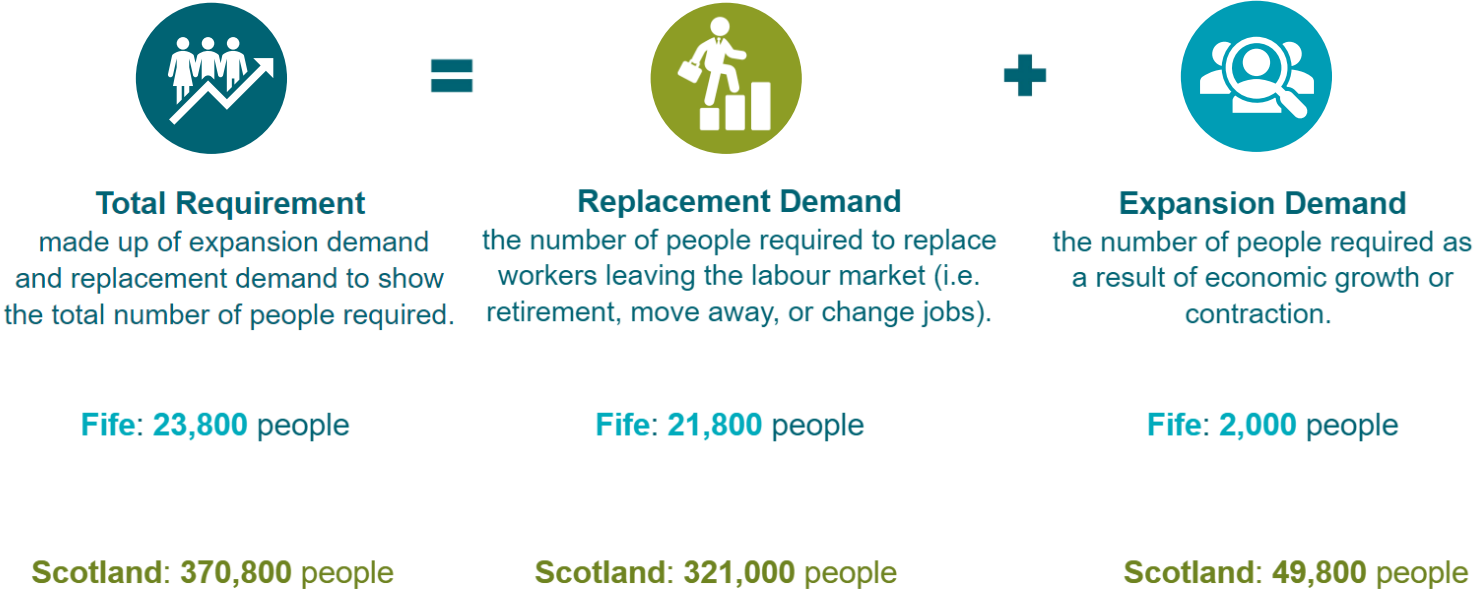 =
+
Total Requirement
made up of expansion demand
and replacement demand to show
the total number of people required.
Replacement Demand
the number of people required to replace
workers leaving the labour market (i.e.
retirement, move away, or change jobs).
Expansion Demand
the number of people required as
a result of economic growth or
contraction.
Fife: 23,800 people
Fife: 21,800 people
Fife: 2,000 people
Scotland: 370,800 people
Scotland: 321,000 people
Scotland: 49,800 people